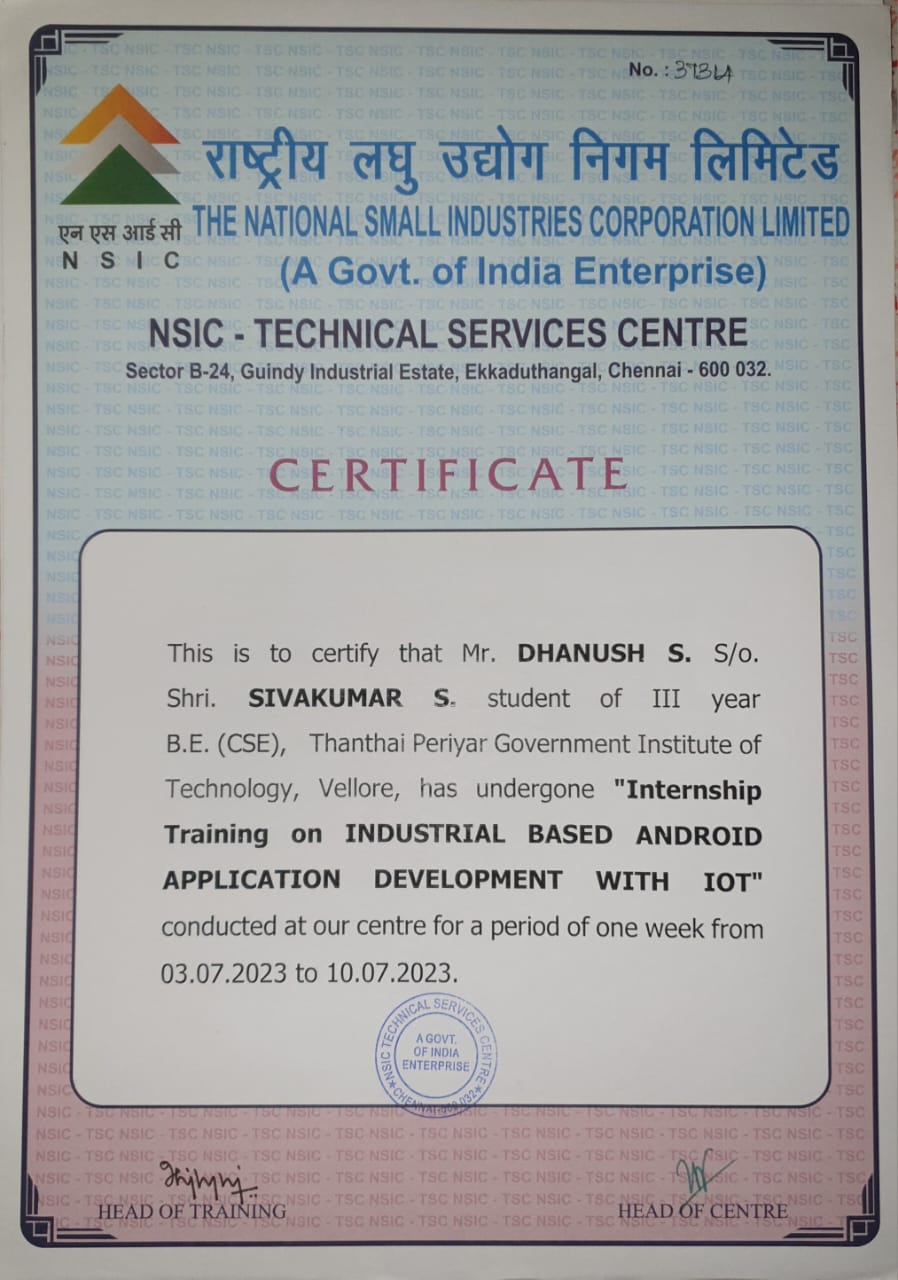 No. :
राष्ट्रीय लघु उद्योग निगम लिमिटेड
एन एस आई सी
N S I C
THE NATIONAL SMALL INDUSTRIES CORPORATION LIMITED
(A Govt. of India Enterprise)
NSIC - TECHNICAL SERVICES CENTRE
Sector B-24, Guindy Industrial Estate, Ekkaduthangal, Chennai - 600 032.
CERTIFICATE
This is to certify that Mr. DHANUSH S. S/o.
Shri. SIVAKUMAR S. student of III year
B.E. (CSE), Thanthai Periyar Government Institute of
Technology, Vellore, has undergone "Internship
Training on INDUSTRIAL BASED ANDROID
APPLICATION DEVELOPMENT WITH IOT"
conducted at our centre for a period of one week from
03.07.2023 to 10.07.2023.
NSIC TECHNICAL SERVICES CENTRE
A GOVT.
OF INDIA
ENTERPRISE
CHENNAI-600 032
HEAD OF TRAINING
HEAD OF CENTRE